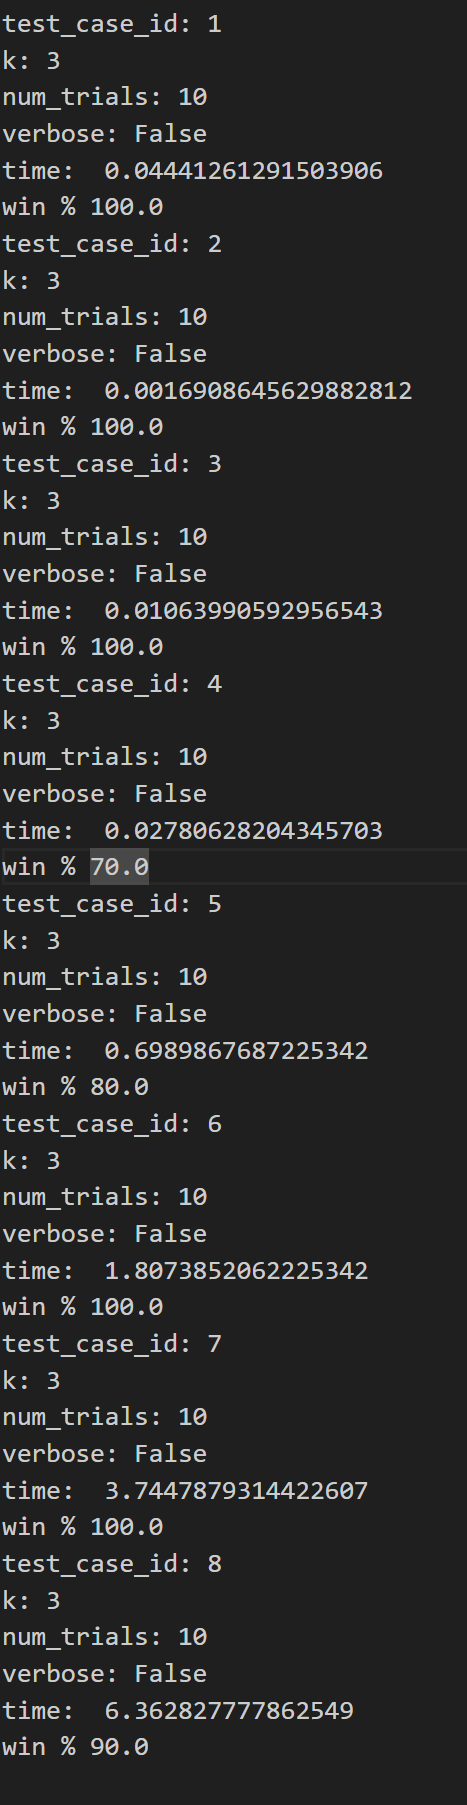 test_case_id: 1
k: 3
num_trials: 10
verbose: False
time:  0.04441261291503906
win % 100.0
test_case_id: 2
k: 3
num_trials: 10
verbose: False
time:  0.0016908645629882812
win % 100.0
test_case_id: 3
k: 3
num_trials: 10
verbose: False
time:  0.01063990592956543
win % 100.0
test_case_id: 4
k: 3
num_trials: 10
verbose: False
time:  0.02780628204345703
win % 70.0
test_case_id: 5
k: 3
num_trials: 10
verbose: False
time:  0.6989867687225342
win % 80.0
test_case_id: 6
k: 3
num_trials: 10
verbose: False
time:  1.8073852062225342
win % 100.0
test_case_id: 7
k: 3
num_trials: 10
verbose: False
time:  3.7447879314422607
win % 100.0
test_case_id: 8
k: 3
num_trials: 10
verbose: False
time:  6.362827777862549
win % 90.0